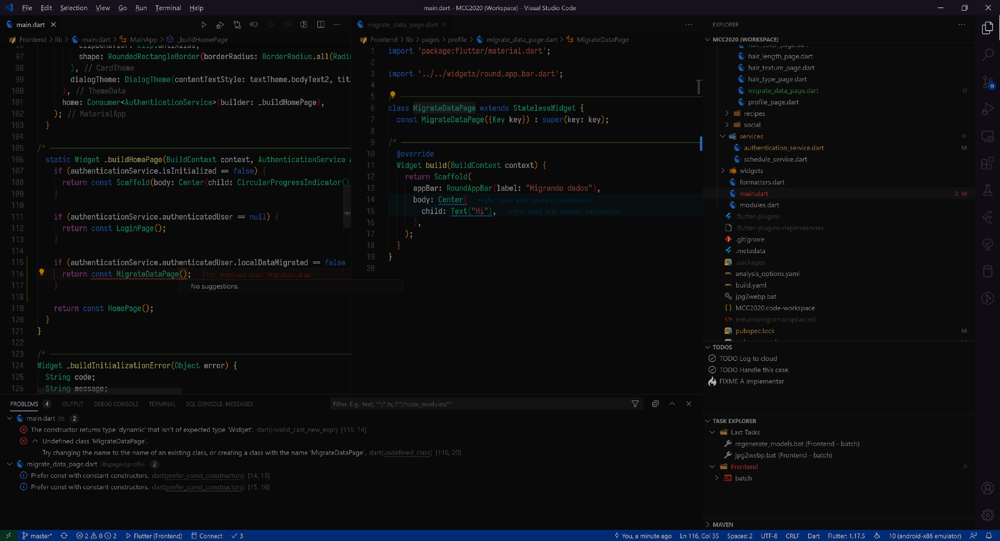 File Edit Selection View Go Run Terminal Help
main.dart - MCC2020 (Workspace) - Visual Studio Code
main.dart
Frontend > lib > main.dart > MainApp > _buildHomePage
96 clipBehavior: Clip.antiAlias,
97 shape: RoundedRectangleBorder(borderRadius: BorderRadius.all(Radiu
98 ), // CardTheme
99 dialogTheme: DialogTheme(contentTextStyle: textTheme.bodyText2, titl
100 ), // ThemeData
101 home: Consumer<AuthenticationService>(builder: _buildHomePage),
102 ); // MaterialApp
103 }
104
105 /*
106 static Widget _buildHomePage(BuildContext context, AuthenticationService a
107 if (authenticationService.isInitialized == false) {
108 return const Scaffold(body: Center(child: CircularProgressIndicator()
109 }
110
111 if (authenticationService.authenticatedUser == null) {
112 return const LoginPage();
113 }
114
115 if (authenticationService.authenticatedUser.localDataMigrated == false
116 return const MigrateDataPage(); [1/2] Undefined class 'MigrateDataPage'.
No suggestions.
117 }
118
119 return const HomePage();
120 }
121 }
122
123 /*
124 Widget _buildInitializationError(Object error) {
125 String code;
126 String message;
migrate_data_page.dart
Frontend > lib > pages > profile > migrate_data_page.dart > MigrateDataPage
1 import 'package:flutter/material.dart';
2
3 import '../../widgets/round_app_bar.dart';
4
5 /*
6 class MigrateDataPage extends StatelessWidget {
7 const MigrateDataPage({Key key}) : super(key: key);
8
9 /*
10 @override
11 Widget build(BuildContext context) {
12 return Scaffold(
13 appBar: RoundAppBar(label: "Migrando dados"),
14 body: Center( Prefer const with constant constructors.
15 child: Text("Hi"), Prefer const with constant constructors.
16 ),
17 );
18 }
19 }
20
PROBLEMS 4 OUTPUT DEBUG CONSOLE TERMINAL SQL CONSOLE: MESSAGES
Filter. E.g.: text, **/*.ts, !**/node_modules/**
main.dart lib 2
The constructor returns type 'dynamic' that isn't of expected type 'Widget'. dart(invalid_cast_new_expr) [116, 14]
Undefined class 'MigrateDataPage'.
Try changing the name to the name of an existing class, or creating a class with the name 'MigrateDataPage'. dart(undefined_class) [116, 20]
migrate_data_page.dart lib\pages\profile 2
Prefer const with constant constructors. dart(prefer_const_constructors) [14, 13]
Prefer const with constant constructors. dart(prefer_const_constructors) [15, 16]
EXPLORER
MCC2020 (WORKSPACE)
hair_color_page.dart
hair_length_page.dart
hair_texture_page.dart
hair_type_page.dart
migrate_data_page.dart U
profile_page.dart
recipes
social
services
authentication_service.dart M
schedule_service.dart
widgets
formatters.dart
main.dart 2, M
modules.dart
.flutter-plugins
.flutter-plugins-dependencies
.gitignore
.metadata
.packages
analysis_options.yaml
build.yaml
jpg2webp.bat
MCC2020.code-workspace
meucronogramacapilar.iml
pubspec.lock M
TODOS
TODO Log to cloud
TODO Handle this case.
FIXME A implementar
TASK EXPLORER
Last Tasks
regenerate_models.bat (Frontend - batch)
jpg2webp.bat (Frontend - batch)
Frontend
batch
MAVEN
11
master* 2 0 2 Flutter (Frontend) Connect 3
You, a minute ago Ln 116, Col 35 Spaces: 2 UTF-8 CRLF Dart Flutter: 1.17.5 10 (android-x86 emulator)